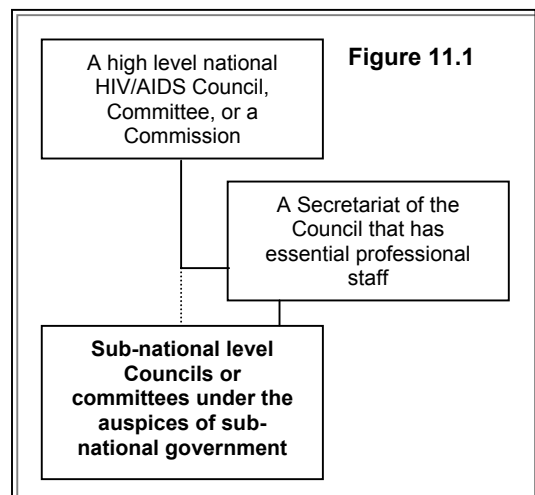 A high level national
HIV/AIDS Council,
Committee, or a
Commission
Figure 11.1
A Secretariat of the
Council that has
essential professional
staff
Sub-national level
Councils or
committees under the
auspices of sub-
national government